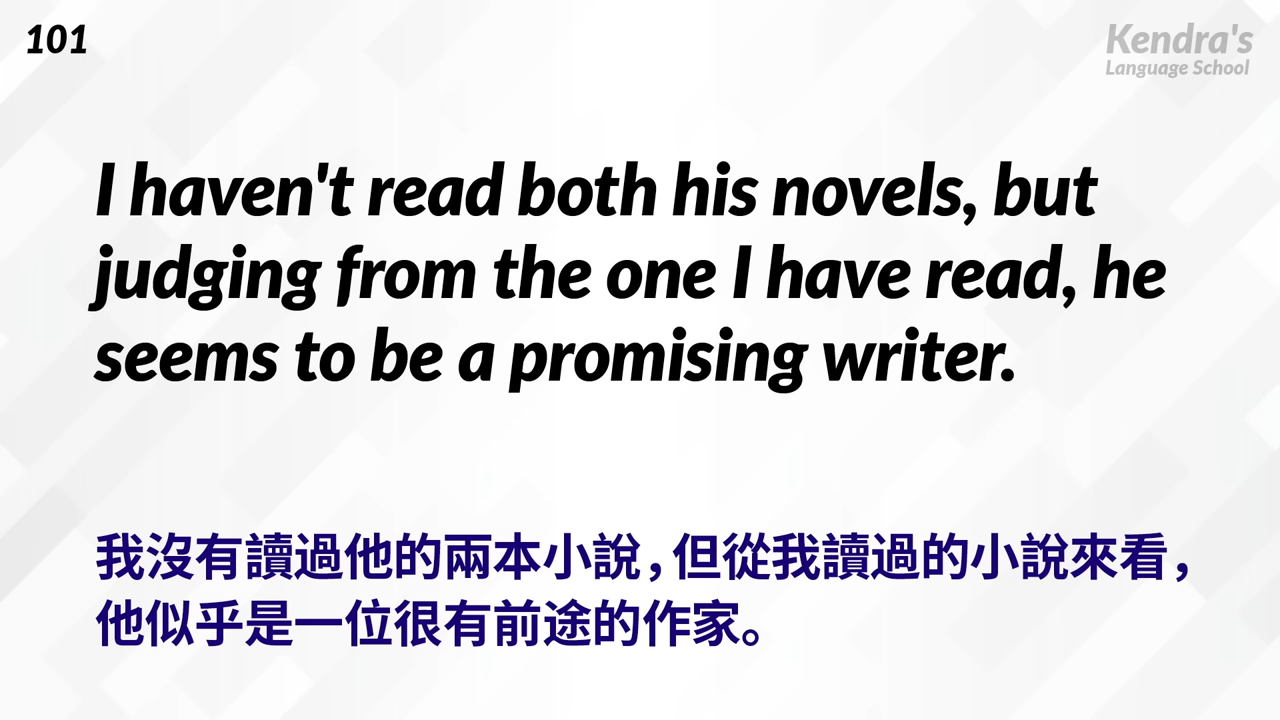 101
Kendra's
Language School
I haven't read both his novels, but
judging from the one I have read, he
seems to be a promising writer.
我沒有讀過他的兩本小說，但從我讀過的小說來看，
他似乎是一位很有前途的作家。